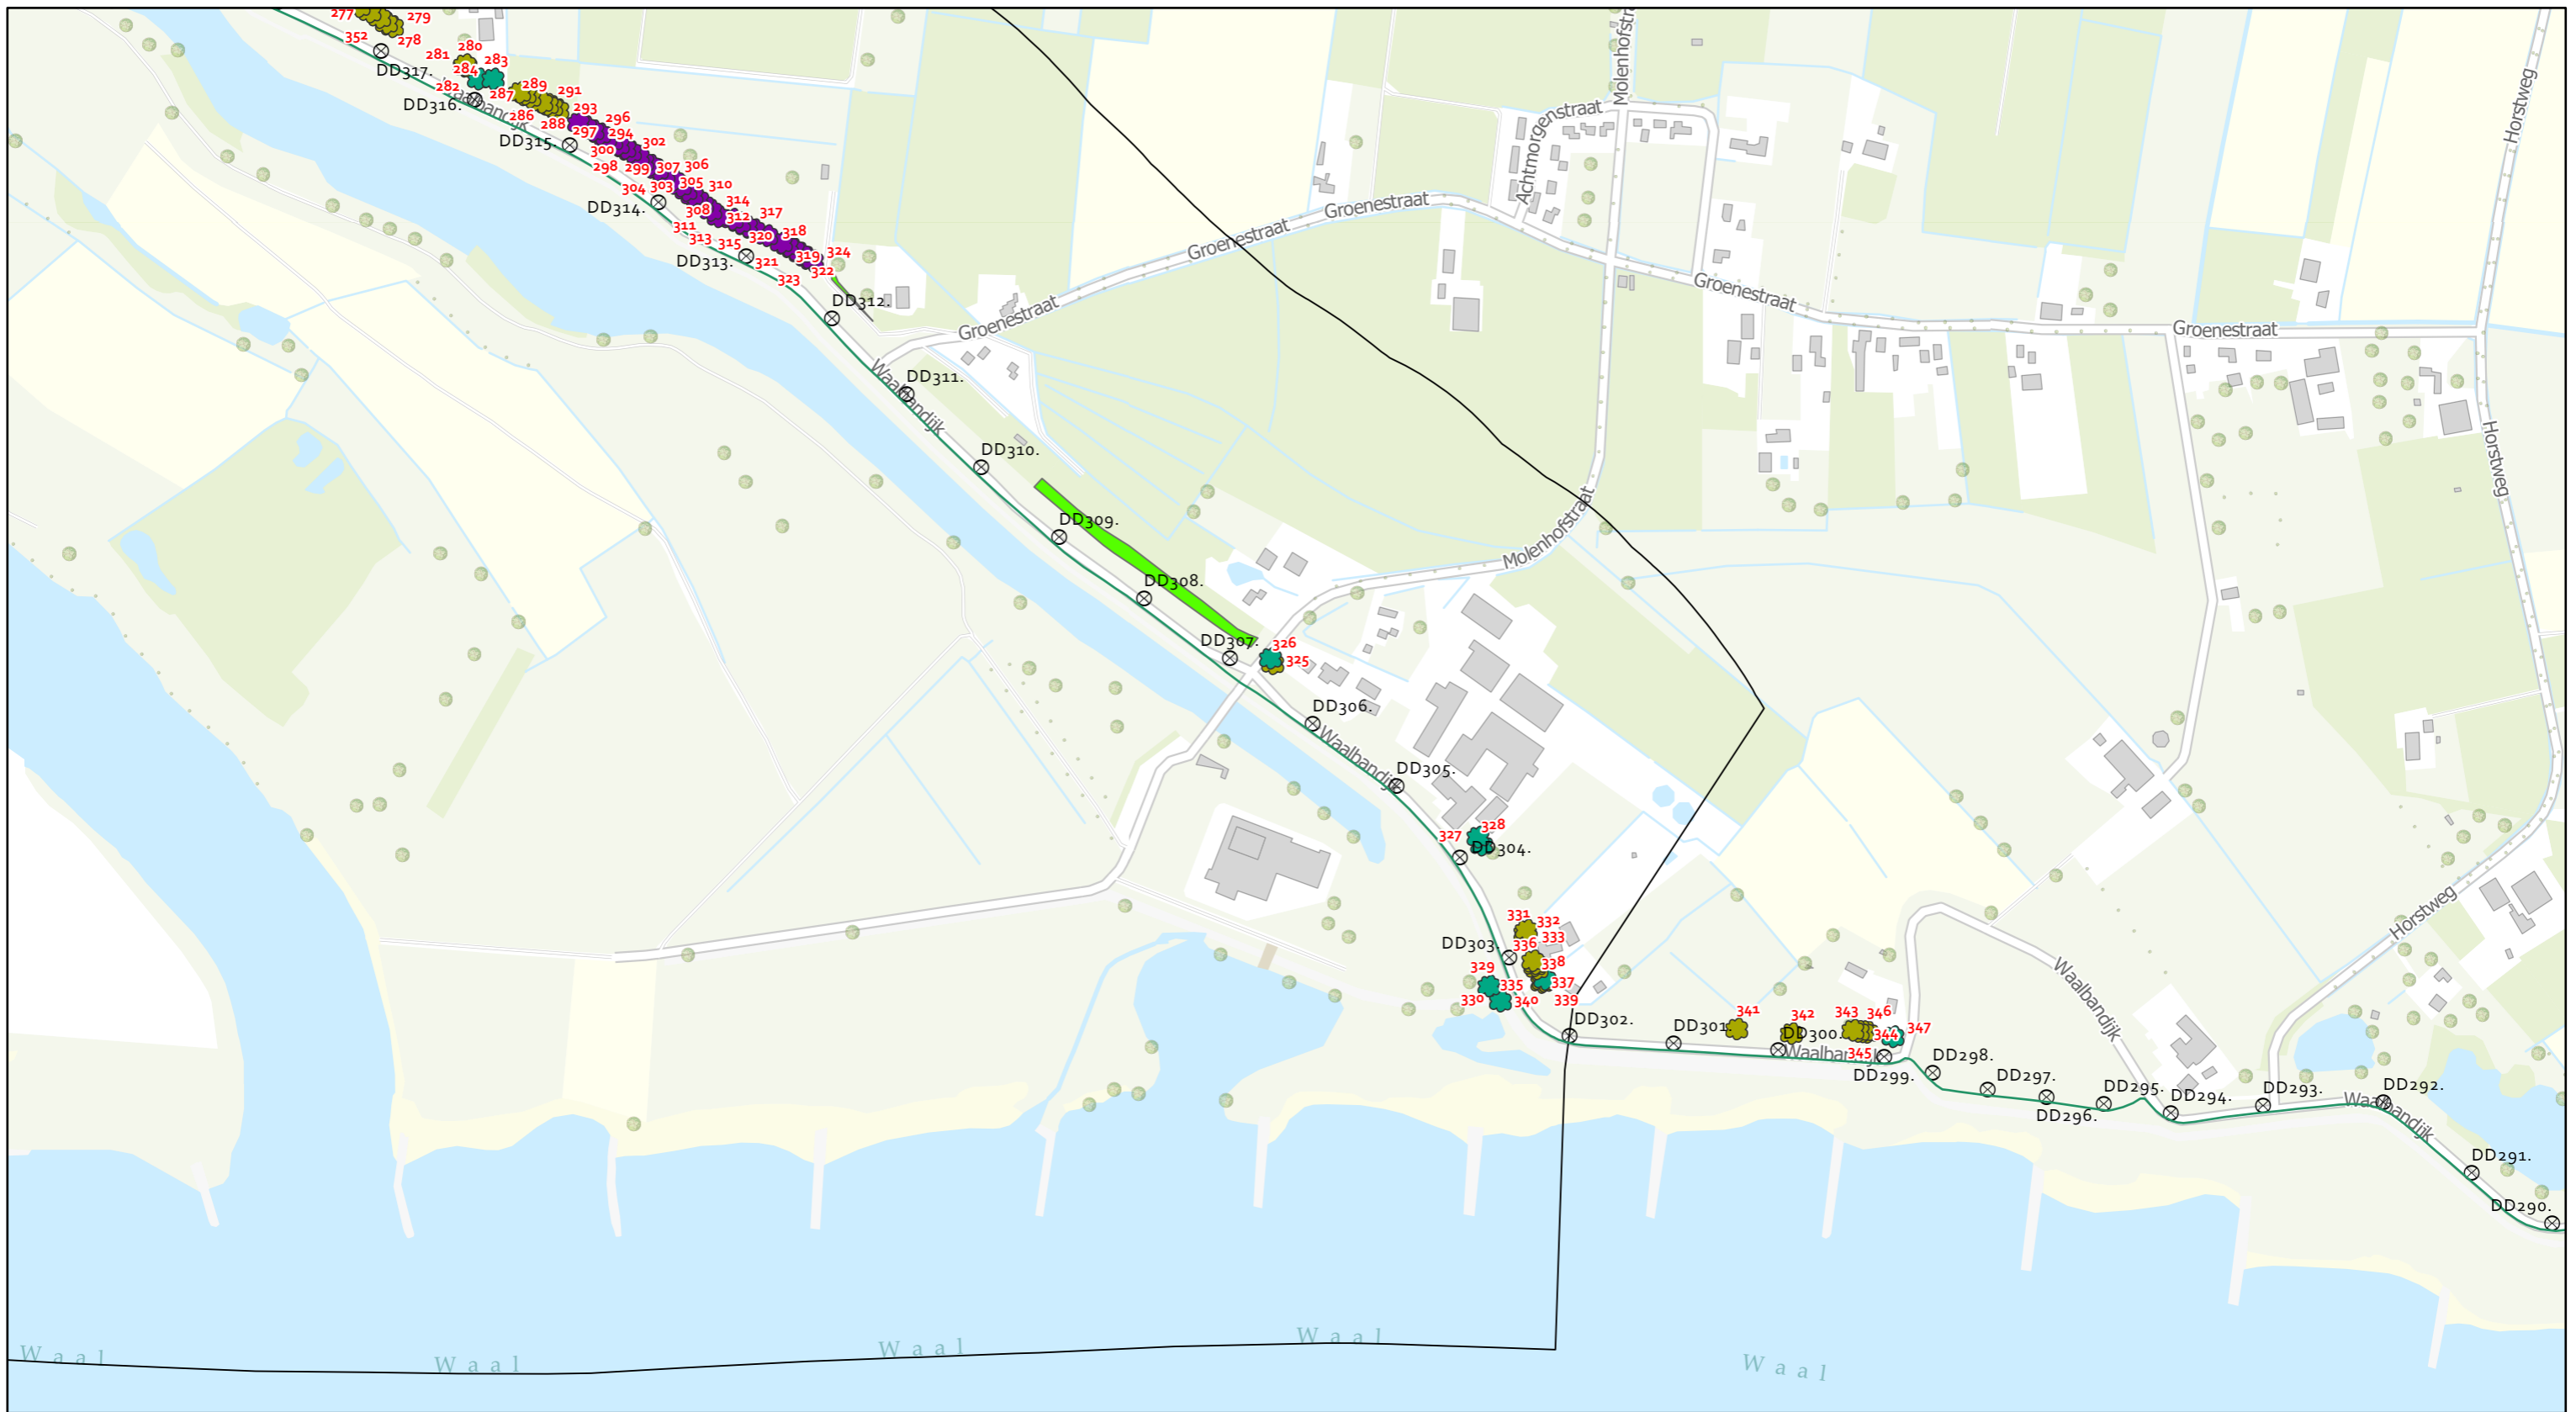 277
279
278
352
DD317.
281
280
284
283
282
DD316.
287
289
291
286
288
293
296
Waalbandijk
DD315.
297
294
300
302
298
299
307
306
304
303
305
310
DD314.
308
314
312
317
311
313
315
320
318
DD313.
321
319
324
322
323
DD312.
Groenestraat
Groenestraat
Groenestraat
Achtmorgenstraat
Molenhofstra
Groenestraat
Groenestraat
Horstweg
Horstweg
DD311.
Waalbandijk
DD310.
DD309.
DD308.
Molenhofstraat
DD307.
326
325
DD306.
Waalbandijk
DD305.
328
327
DD304.
331
332
333
336
DD303.
338
329
335
337
330
340
339
DD302.
DD301.
341
342
DD300.
343
346
344
347
345
Waalbandijk
DD299.
DD298.
DD297.
DD296.
DD295.
DD294.
DD293.
DD292.
Waalbandijk
Horstweg
Waalbandijk
DD291.
DD290.
Waal
Waal
Waal
Waal
Waal